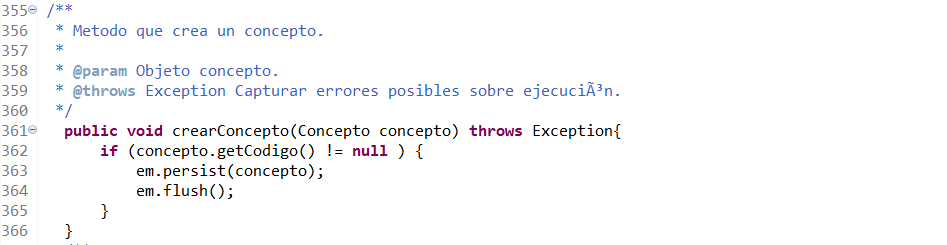 355 /**
356 * Metodo que crea un concepto.
357 *
358 * @param Objeto concepto.
359 * @throws Exception Capturar errores posibles sobre ejecuciÃ³n.
360 */
361 public void crearConcepto(Concepto concepto) throws Exception{
362 if (concepto.getCodigo() != null ) {
363 em.persist(concepto);
364 em.flush();
365 }
366 }